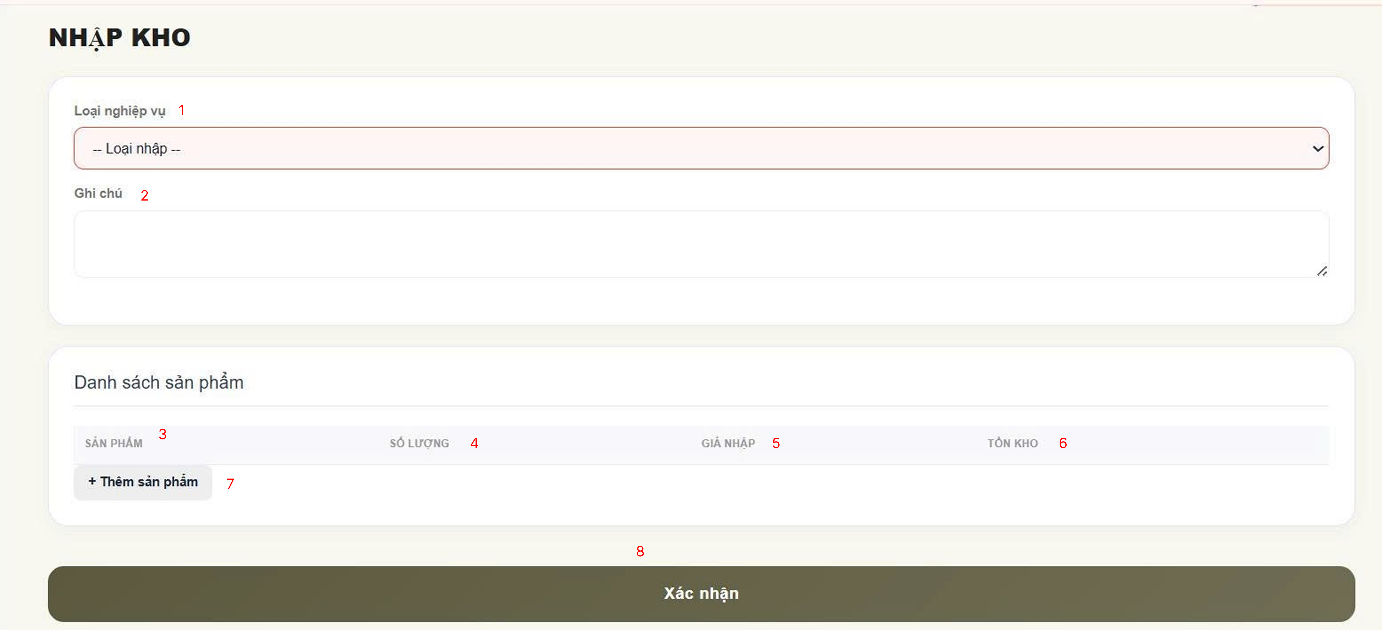 NHẬP KHO
Loại nghiệp vụ 1
-- Loại nhập --
Ghi chú 2
Danh sách sản phẩm
SẢN PHẨM 3 SỐ LƯỢNG 4 GIÁ NHẬP 5 TỒN KHO 6
+ Thêm sản phẩm 7
8
Xác nhận